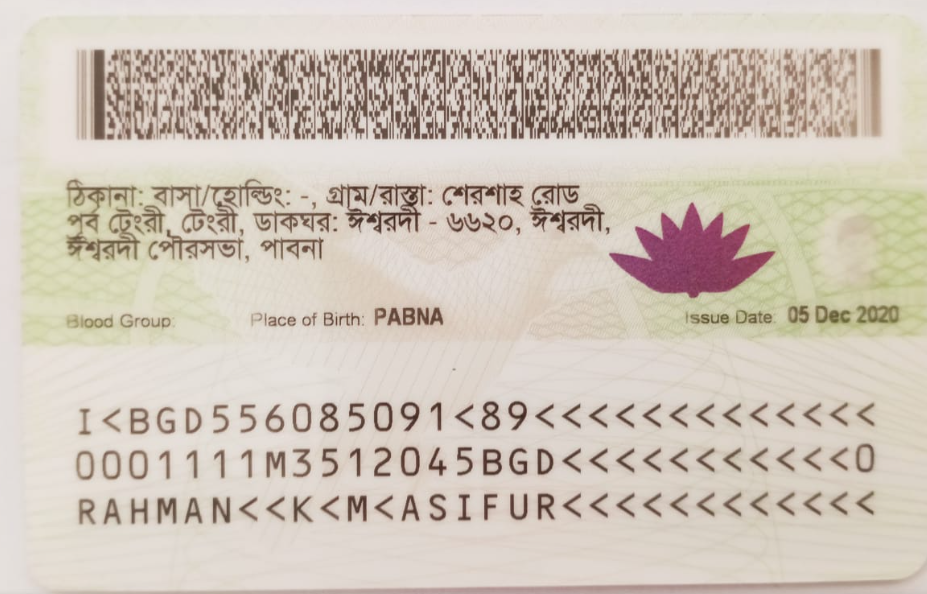 ঠিকানা: বাসা/হোল্ডিং: -, গ্রাম/রাস্তা: শেরশাহ রোড
পূর্ব টেংরী, টেংরী, ডাকঘর: ঈশ্বরদী - ৬৬২০, ঈশ্বরদী,
ঈশ্বরদী পৌরসভা, পাবনা
Blood Group: Place of Birth: PABNA Issue Date: 05 Dec 2020
I<BGD556085091<89<<<<<<<<<<<<<
0001111M3512045BGD<<<<<<<<<<<0
RAHMAN<<K<M<ASIFUR<<<<<<<<<<<<